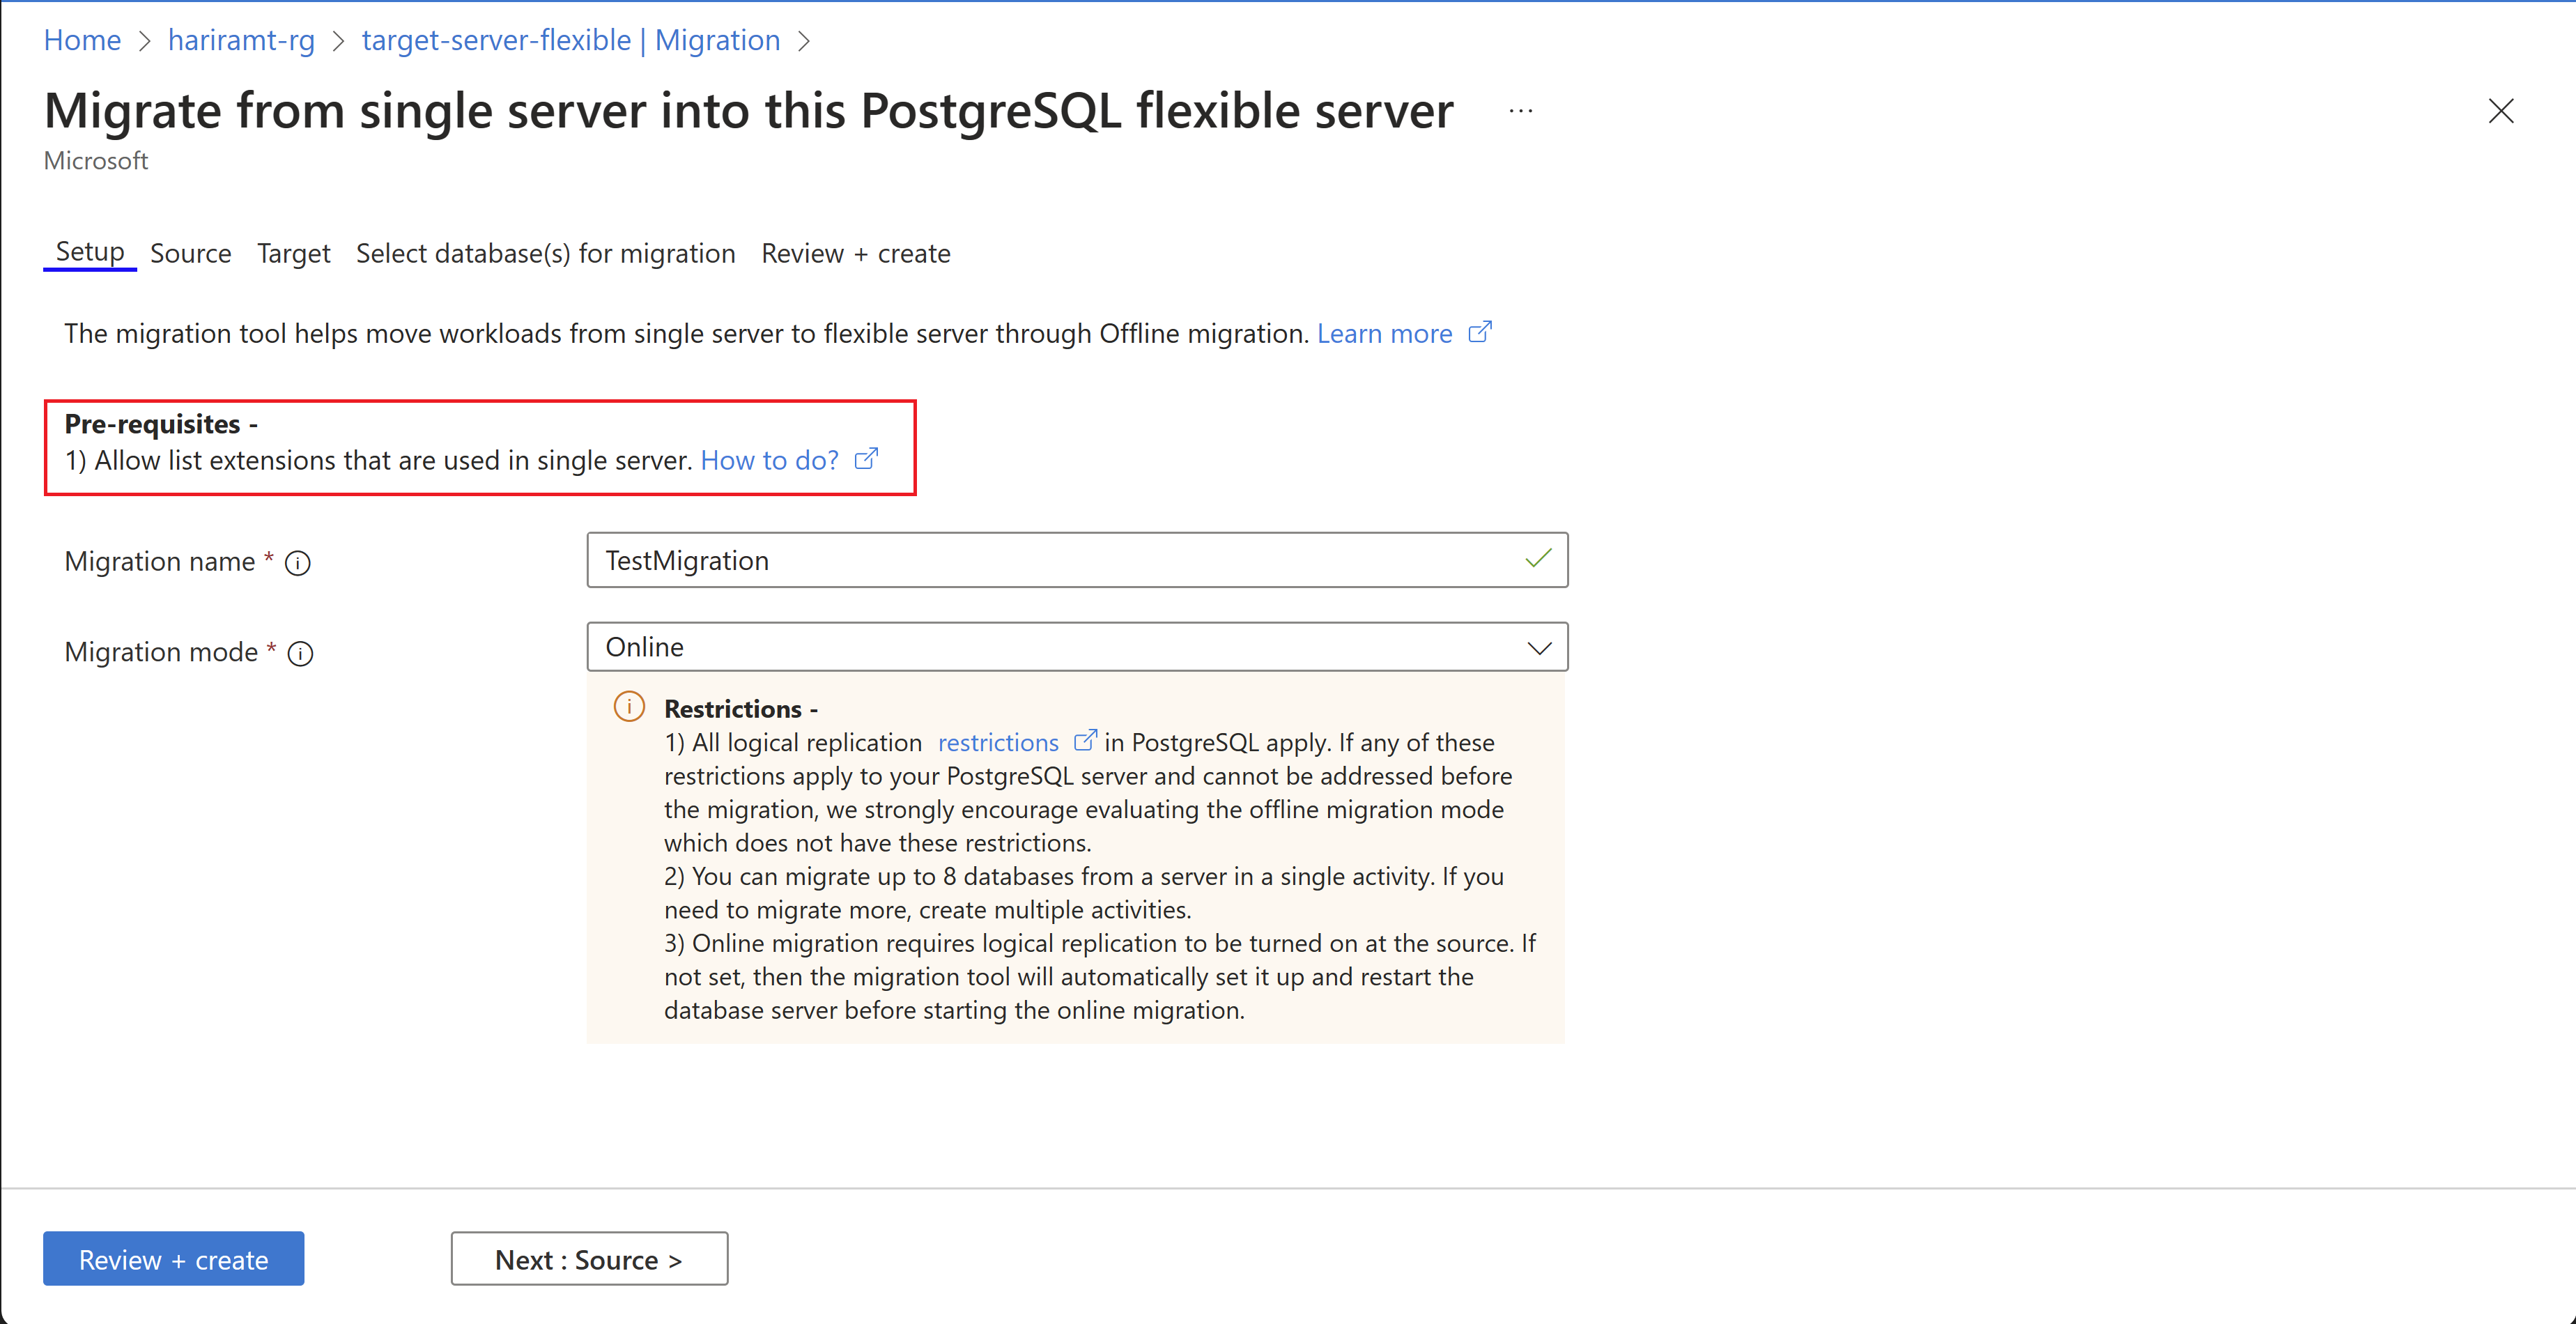 Home > hariramt-rg > target-server-flexible | Migration >
Migrate from single server into this PostgreSQL flexible server ...
Microsoft
Setup Source Target Select database(s) for migration Review + create
The migration tool helps move workloads from single server to flexible server through Offline migration. Learn more
Pre-requisites -
1) Allow list extensions that are used in single server. How to do?
Migration name * TestMigration
Migration mode * Online
Restrictions -
1) All logical replication restrictions in PostgreSQL apply. If any of these
restrictions apply to your PostgreSQL server and cannot be addressed before
the migration, we strongly encourage evaluating the offline migration mode
which does not have these restrictions.
2) You can migrate up to 8 databases from a server in a single activity. If you
need to migrate more, create multiple activities.
3) Online migration requires logical replication to be turned on at the source. If
not set, then the migration tool will automatically set it up and restart the
database server before starting the online migration.
Review + create Next : Source >